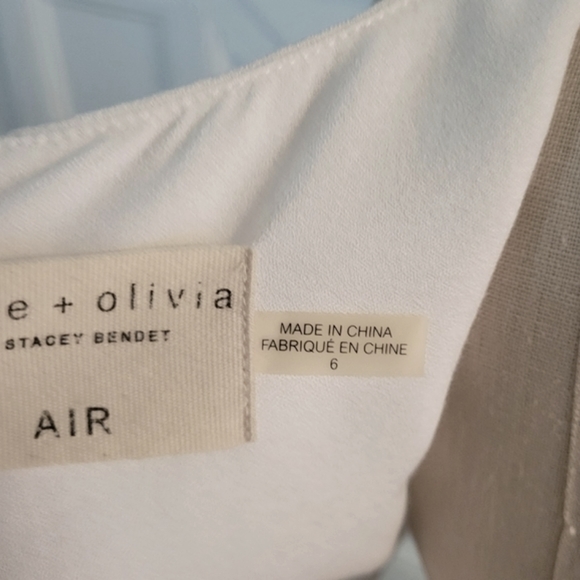 e + olivia
STACEY BENDET
AIR
MADE IN CHINA
FABRIQUÉ EN CHINE
6